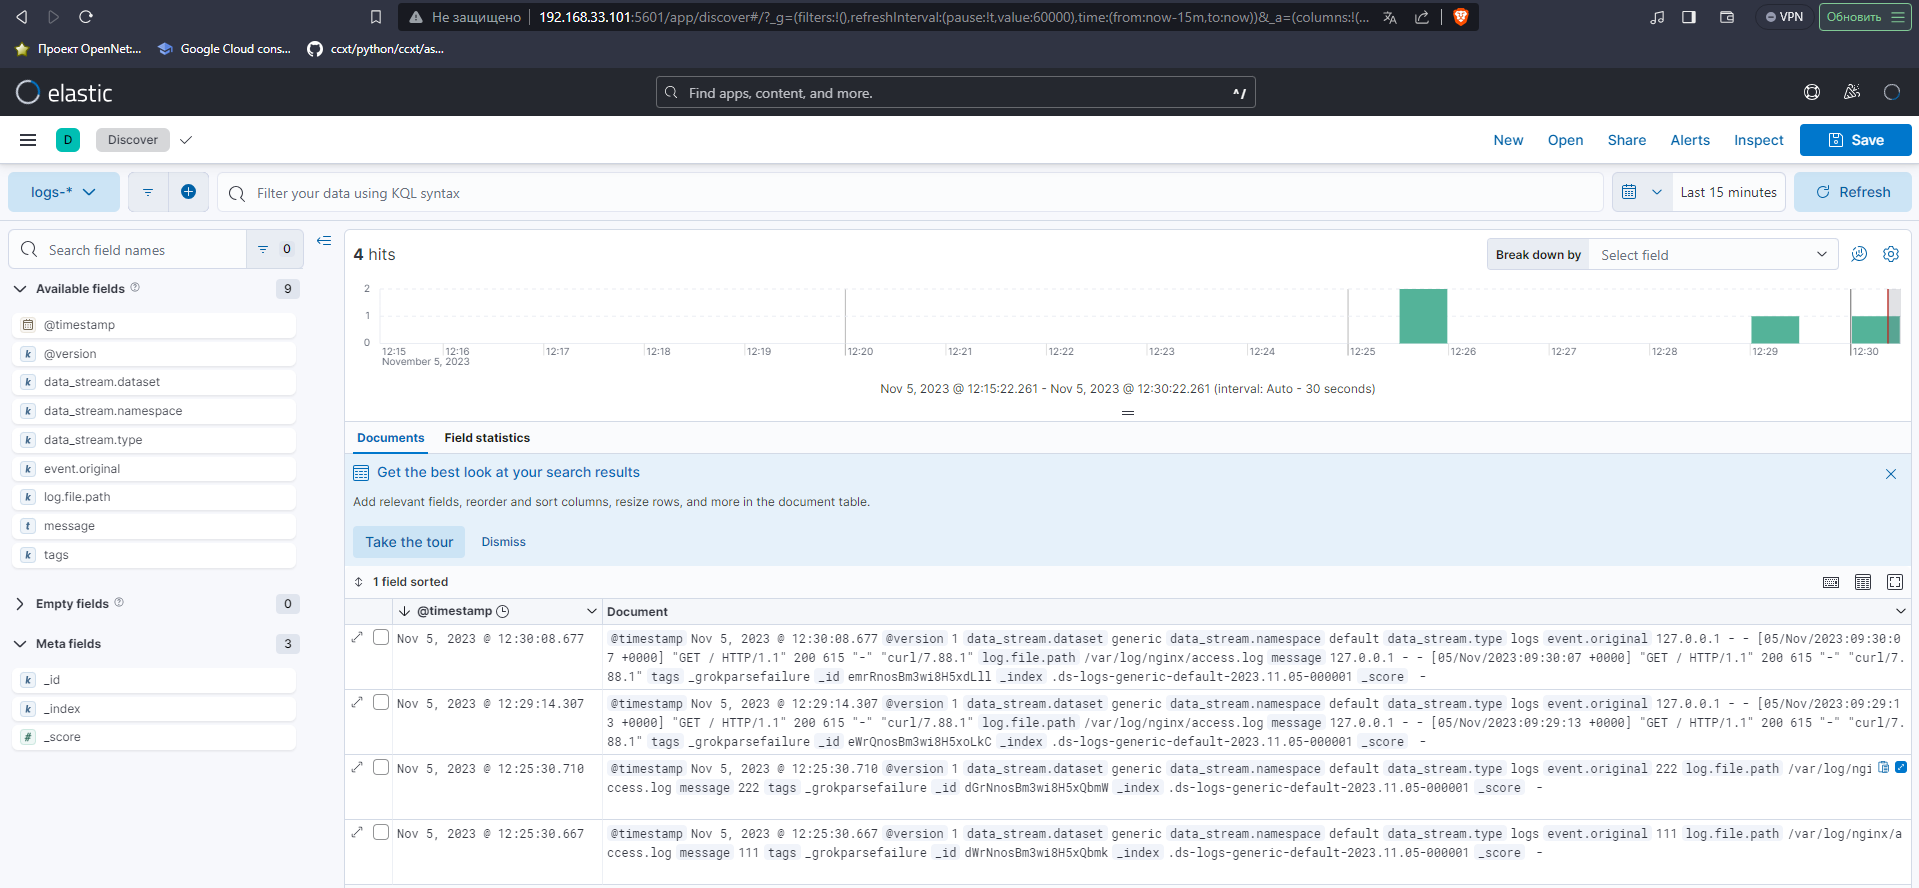 Не защищено 192.168.33.101:5601/app/discover#/?_g=(filters:!(),refreshInterval:(pause:!t,value:60000),time:(from:now-15m,to:now))&_a=(columns:!(...
VPN
Обновить
Проект OpenNet:...
Google Cloud cons...
ccxt/python/ccxt/as...
elastic
Find apps, content, and more.
^/
D
Discover
New
Open
Share
Alerts
Inspect
Save
logs-*
Filter your data using KQL syntax
Last 15 minutes
Refresh
Search field names
0
Available fields
9
@timestamp
k @version
k data_stream.dataset
k data_stream.namespace
k data_stream.type
k event.original
k log.file.path
t message
k tags
Empty fields
0
Meta fields
3
k _id
k _index
# _score
4 hits
Break down by
Select field
2
1
0
12:15 12:16 12:17 12:18 12:19 12:20 12:21 12:22 12:23 12:24 12:25 12:26 12:27 12:28 12:29 12:30
November 5, 2023
Nov 5, 2023 @ 12:15:22.261 - Nov 5, 2023 @ 12:30:22.261 (interval: Auto - 30 seconds)
Documents
Field statistics
Get the best look at your search results
Add relevant fields, reorder and sort columns, resize rows, and more in the document table.
Take the tour
Dismiss
1 field sorted
@timestamp
Document
Nov 5, 2023 @ 12:30:08.677 @timestamp Nov 5, 2023 @ 12:30:08.677 @version 1 data_stream.dataset generic data_stream.namespace default data_stream.type logs event.original 127.0.0.1 - - [05/Nov/2023:09:30:0
7 +0000] "GET / HTTP/1.1" 200 615 "-" "curl/7.88.1" log.file.path /var/log/nginx/access.log message 127.0.0.1 - - [05/Nov/2023:09:30:07 +0000] "GET / HTTP/1.1" 200 615 "-" "curl/7.
88.1" tags _grokparsefailure _id emrRnosBm3wi8H5xdLll _index .ds-logs-generic-default-2023.11.05-000001 _score -
Nov 5, 2023 @ 12:29:14.307 @timestamp Nov 5, 2023 @ 12:29:14.307 @version 1 data_stream.dataset generic data_stream.namespace default data_stream.type logs event.original 127.0.0.1 - - [05/Nov/2023:09:29:1
3 +0000] "GET / HTTP/1.1" 200 615 "-" "curl/7.88.1" log.file.path /var/log/nginx/access.log message 127.0.0.1 - - [05/Nov/2023:09:29:13 +0000] "GET / HTTP/1.1" 200 615 "-" "curl/7.
88.1" tags _grokparsefailure _id eWrQnosBm3wi8H5xoLkC _index .ds-logs-generic-default-2023.11.05-000001 _score -
Nov 5, 2023 @ 12:25:30.710 @timestamp Nov 5, 2023 @ 12:25:30.710 @version 1 data_stream.dataset generic data_stream.namespace default data_stream.type logs event.original 222 log.file.path /var/log/ngi
ccess.log message 222 tags _grokparsefailure _id dGrNnosBm3wi8H5xQbmW _index .ds-logs-generic-default-2023.11.05-000001 _score -
Nov 5, 2023 @ 12:25:30.667 @timestamp Nov 5, 2023 @ 12:25:30.667 @version 1 data_stream.dataset generic data_stream.namespace default data_stream.type logs event.original 111 log.file.path /var/log/nginx/a
ccess.log message 111 tags _grokparsefailure _id dWrNnosBm3wi8H5xQbmk _index .ds-logs-generic-default-2023.11.05-000001 _score -